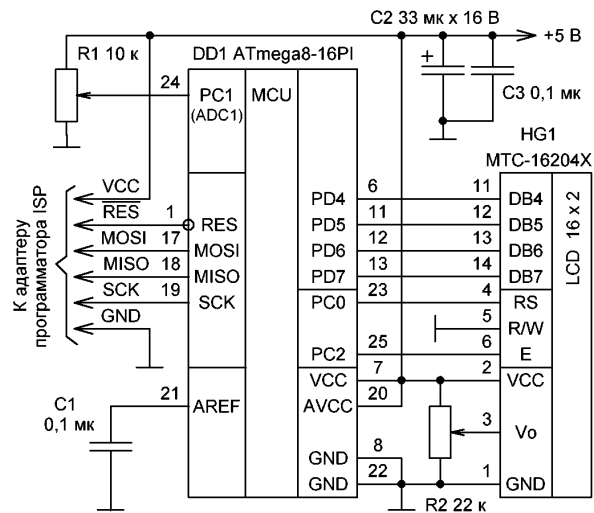 C2 33 мк x 16 В
+5 В
R1 10 к
DD1 ATmega8-16PI
24
PC1
(ADC1)
MCU
C3 0,1 мк
HG1
MTC-16204X
К адаптеру
программатора ISP
VCC
RES
1
RES
MOSI
17
MOSI
MISO
18
MISO
SCK
19
SCK
GND
21
AREF
C1
0,1 мк
PD4
6
11
DB4
PD5
11
12
DB5
PD6
12
13
DB6
PD7
13
14
DB7
PC0
23
4
RS
5
R/W
PC2
25
6
E
VCC
7
2
VCC
AVCC
20
3
Vo
GND
8
GND
22
1
GND
R2 22 к
LCD 16 x 2